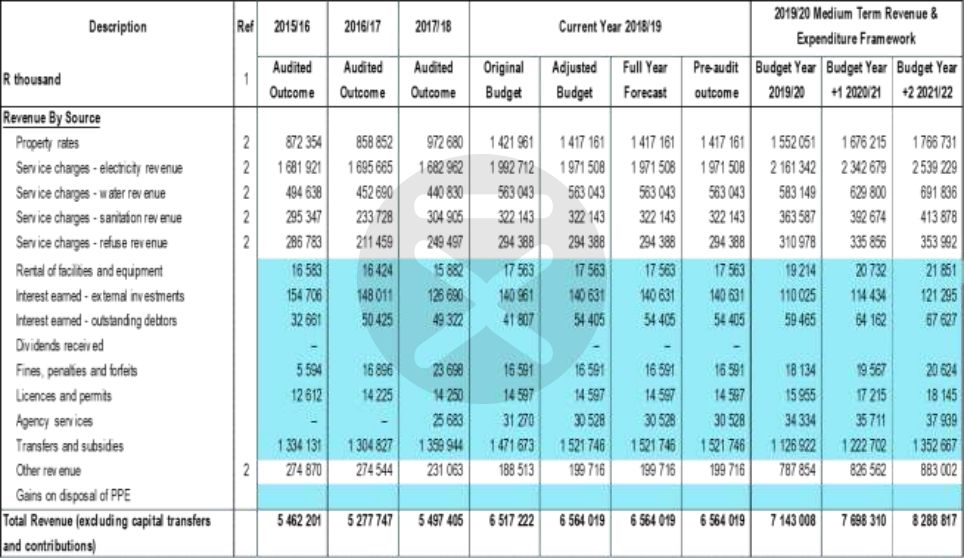 Description Ref 2015/16 2016/17 2017/18 Current Year 2018/19 2019/20 Medium Term Revenue &
Expenditure Framework
R thousand 1 Audited Outcome Audited Outcome Audited Outcome Original Budget Adjusted Budget Full Year Forecast Pre-audit outcome Budget Year 2019/20 Budget Year +1 2020/21 Budget Year +2 2021/22
Revenue By Source
Property rates 2 872 354 858 852 972 680 1 421 961 1 417 161 1 417 161 1 417 161 1 552 051 1 676 215 1 766 731
Service charges - electricity revenue 2 1 681 921 1 695 665 1 682 962 1 992 712 1 971 508 1 971 508 1 971 508 2 161 342 2 342 679 2 539 229
Service charges - water revenue 2 494 638 452 690 440 830 563 043 563 043 563 043 563 043 583 149 629 800 691 836
Service charges - sanitation revenue 2 295 347 233 728 304 905 322 143 322 143 322 143 322 143 363 587 392 674 413 878
Service charges - refuse revenue 2 286 783 211 459 249 497 294 388 294 388 294 388 294 388 310 978 335 856 353 992
Rental of facilities and equipment 16 583 16 424 15 882 17 563 17 563 17 563 17 563 19 214 20 732 21 851
Interest earned - external investments 154 706 148 011 126 690 140 961 140 631 140 631 140 631 110 025 114 434 121 295
Interest earned - outstanding debtors 32 661 50 425 49 322 41 807 54 405 54 405 54 405 59 465 64 162 67 627
Dividends received – – – – –
Fines, penalties and forfeits 5 594 16 896 23 698 16 591 16 591 16 591 16 591 18 134 19 567 20 624
Licences and permits 12 612 14 225 14 250 14 597 14 597 14 597 14 597 15 955 17 215 18 145
Agency services – – 25 683 31 270 30 528 30 528 30 528 34 334 35 711 37 939
Transfers and subsidies 1 334 131 1 304 827 1 359 944 1 471 673 1 521 746 1 521 746 1 521 746 1 126 922 1 222 702 1 352 667
Other revenue 2 274 870 274 544 231 063 188 513 199 716 199 716 199 716 787 854 826 562 883 002
Gains on disposal of PPE
Total Revenue (excluding capital transfers 5 462 201 5 277 747 5 497 405 6 517 222 6 564 019 6 564 019 6 564 019 7 143 008 7 698 310 8 288 817
and contributions)